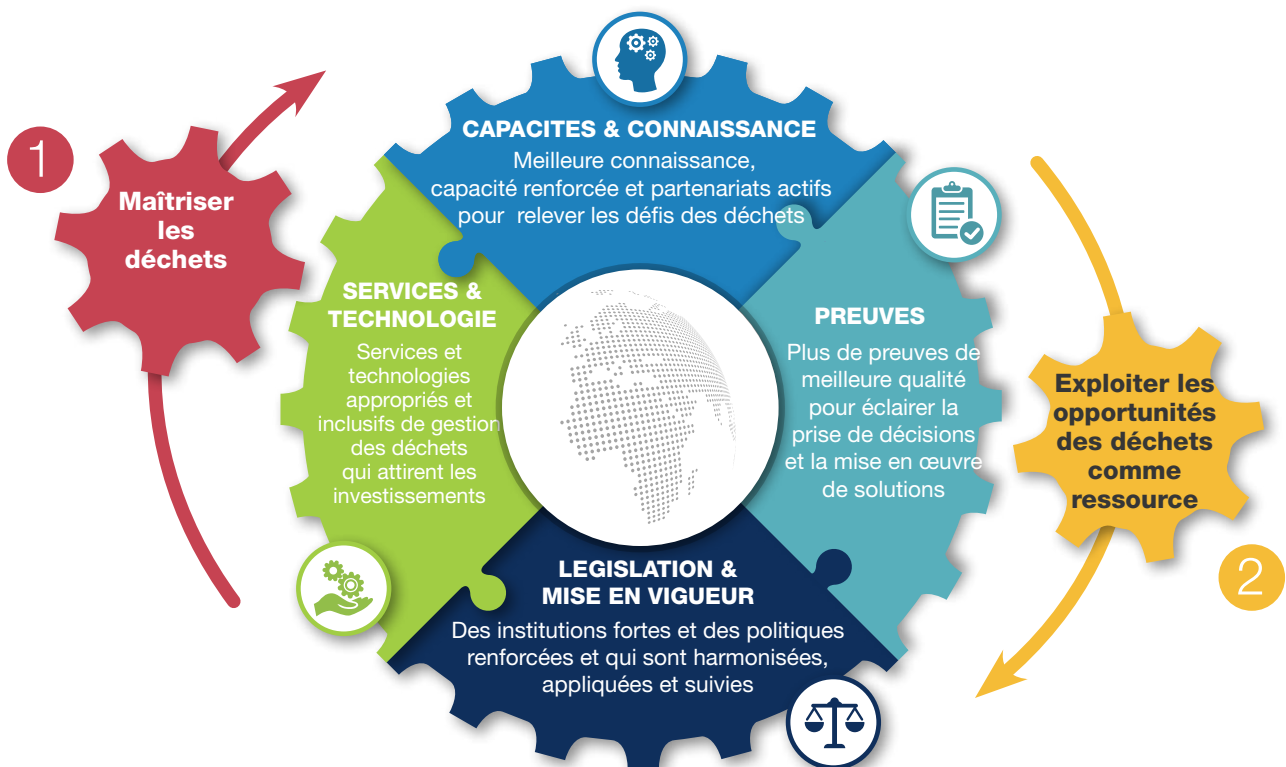 1
Maîtriser
les
déchets
CAPACITES & CONNAISSANCE
Meilleure connaissance,
capacité renforcée et partenariats actifs
pour relever les défis des déchets
SERVICES &
TECHNOLOGIE
Services et
technologies
appropriés et
inclusifs de gestion
des déchets
qui attirent les
investissements
PREUVES
Plus de preuves de
meilleure qualité
pour éclairer la
prise de décisions
et la mise en œuvre
de solutions
LEGISLATION &
MISE EN VIGUEUR
Des institutions fortes et des politiques
renforcées et qui sont harmonisées,
appliquées et suivies
Exploiter les
opportunités
des déchets
comme
ressource
2